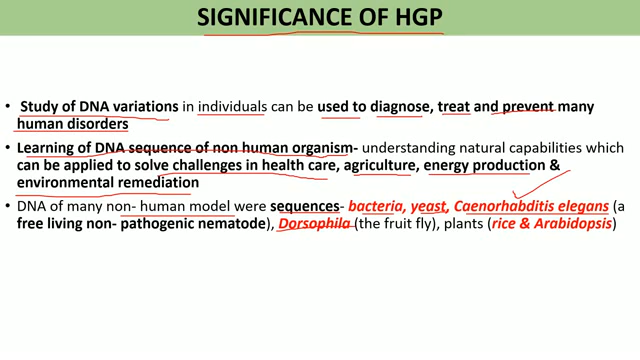 SIGNIFICANCE OF HGP
• Study of DNA variations in individuals can be used to diagnose, treat and prevent many
human disorders
• Learning of DNA sequence of non human organism- understanding natural capabilities which
can be applied to solve challenges in health care, agriculture, energy production &
environmental remediation
• DNA of many non- human model were sequences- bacteria, yeast, Caenorhabditis elegans (a
free living non- pathogenic nematode), Dorsophila (the fruit fly), plants (rice & Arabidopsis)